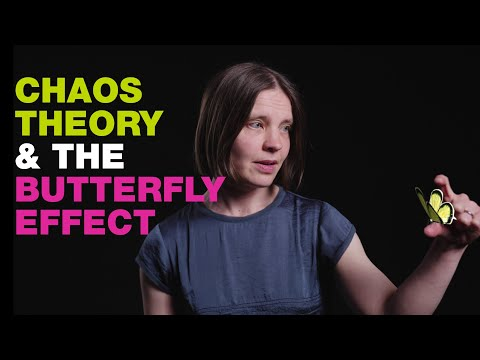 CHAOS
THEORY
& THE
BUTTERFLY
EFFECT